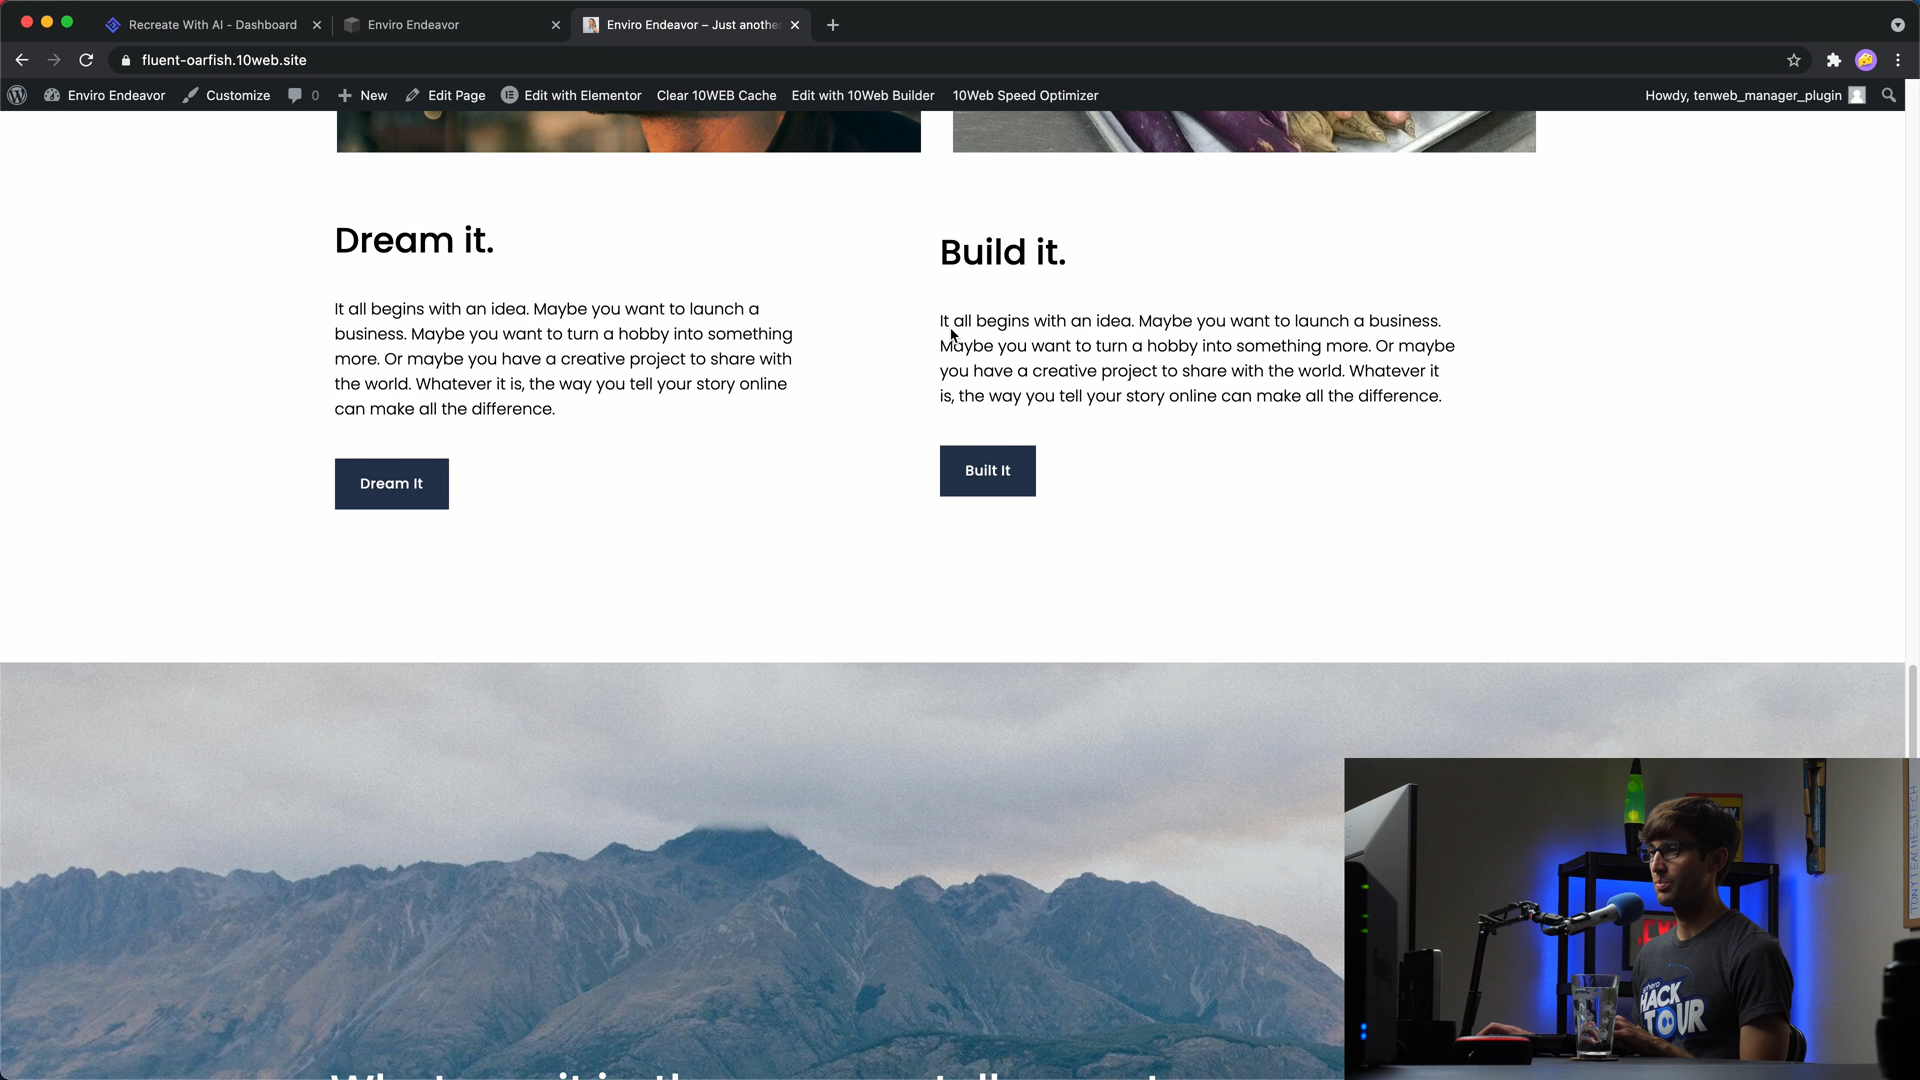 Recreate With AI - Dashboard
Enviro Endeavor
Enviro Endeavor – Just anothe
fluent-oarfish.10web.site
Enviro Endeavor
Customize
0
New
Edit Page
Edit with Elementor
Clear 10WEB Cache
Edit with 10Web Builder
10Web Speed Optimizer
Howdy, tenweb_manager_plugin
Dream it.
It all begins with an idea. Maybe you want to launch a
business. Maybe you want to turn a hobby into something
more. Or maybe you have a creative project to share with
the world. Whatever it is, the way you tell your story online
can make all the difference.
Dream It
Build it.
It all begins with an idea. Maybe you want to launch a business.
Maybe you want to turn a hobby into something more. Or maybe
you have a creative project to share with the world. Whatever it
is, the way you tell your story online can make all the difference.
Built It
TONYTEACHES.TECH
sphero
HACK
TOUR